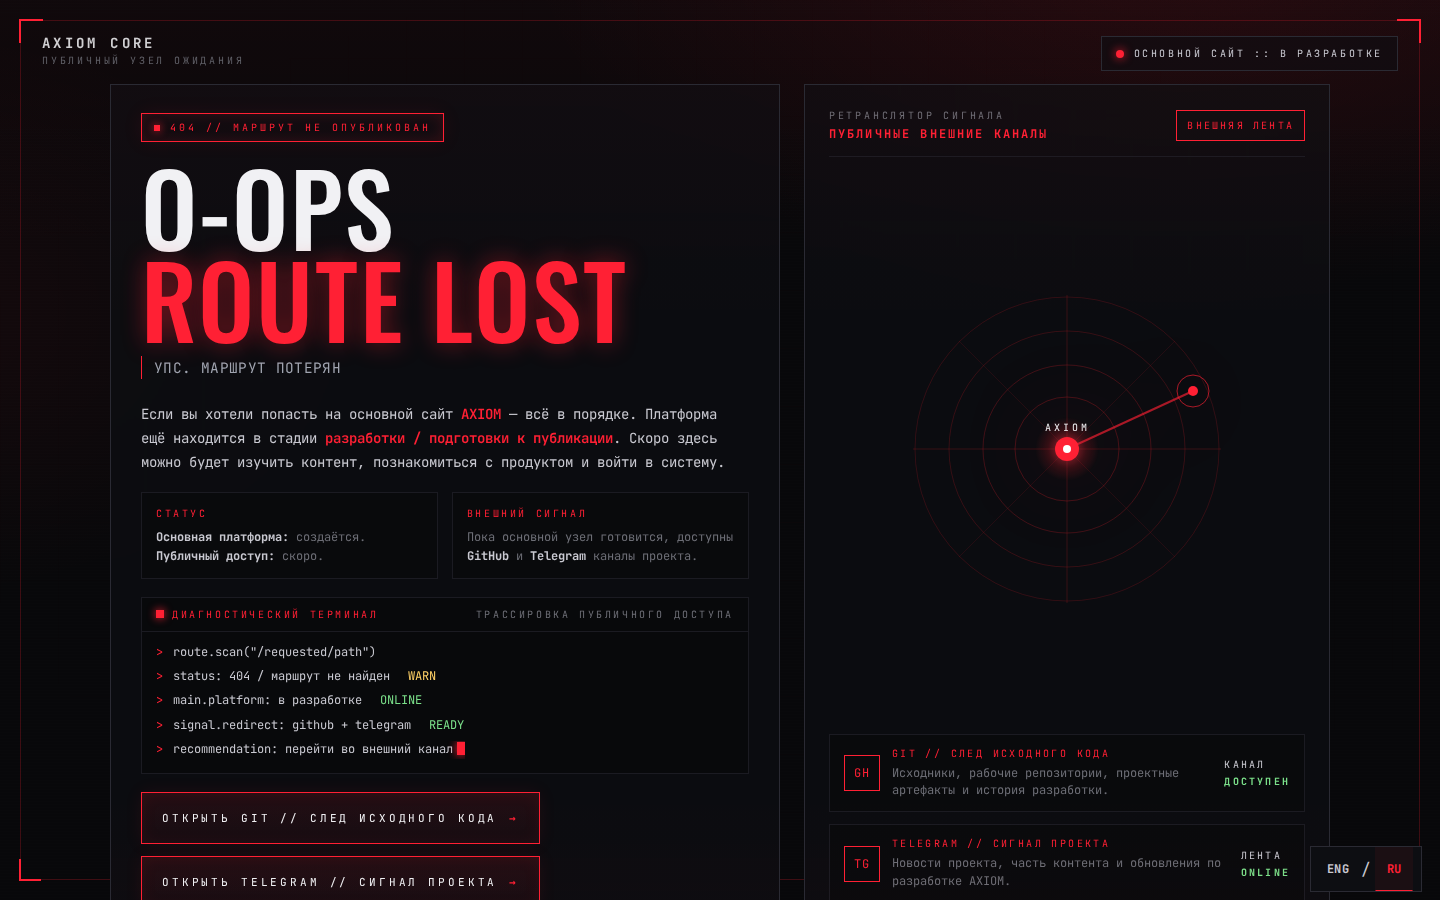 AXIOM CORE
ПУБЛИЧНЫЙ УЗЕЛ ОЖИДАНИЯ
ОСНОВНОЙ САЙТ :: В РАЗРАБОТКЕ
404 // МАРШРУТ НЕ ОПУБЛИКОВАН
O-OPS
ROUTE LOST
УПС. МАРШРУТ ПОТЕРЯН
Если вы хотели попасть на основной сайт AXIOM — всё в порядке. Платформа
ещё находится в стадии разработки / подготовки к публикации. Скоро здесь
можно будет изучить контент, познакомиться с продуктом и войти в систему.
СТАТУС
Основная платформа: создаётся.
Публичный доступ: скоро.
ВНЕШНИЙ СИГНАЛ
Пока основной узел готовится, доступны
GitHub и Telegram каналы проекта.
ДИАГНОСТИЧЕСКИЙ ТЕРМИНАЛ
ТРАССИРОВКА ПУБЛИЧНОГО ДОСТУПА
> route.scan("/requested/path")
> status: 404 / маршрут не найден WARN
> main.platform: в разработке ONLINE
> signal.redirect: github + telegram READY
> recommendation: перейти во внешний канал
ОТКРЫТЬ GIT // СЛЕД ИСХОДНОГО КОДА →
ОТКРЫТЬ TELEGRAM // СИГНАЛ ПРОЕКТА →
РЕТРАНСЛЯТОР СИГНАЛА
ПУБЛИЧНЫЕ ВНЕШНИЕ КАНАЛЫ
ВНЕШНЯЯ ЛЕНТА
AXIOM
GH
GIT // СЛЕД ИСХОДНОГО КОДА
Исходники, рабочие репозитории, проектные
артефакты и история разработки.
КАНАЛ
ДОСТУПЕН
TG
TELEGRAM // СИГНАЛ ПРОЕКТА
Новости проекта, часть контента и обновления по
разработке AXIOM.
ЛЕНТА
ONLINE
ENG / RU